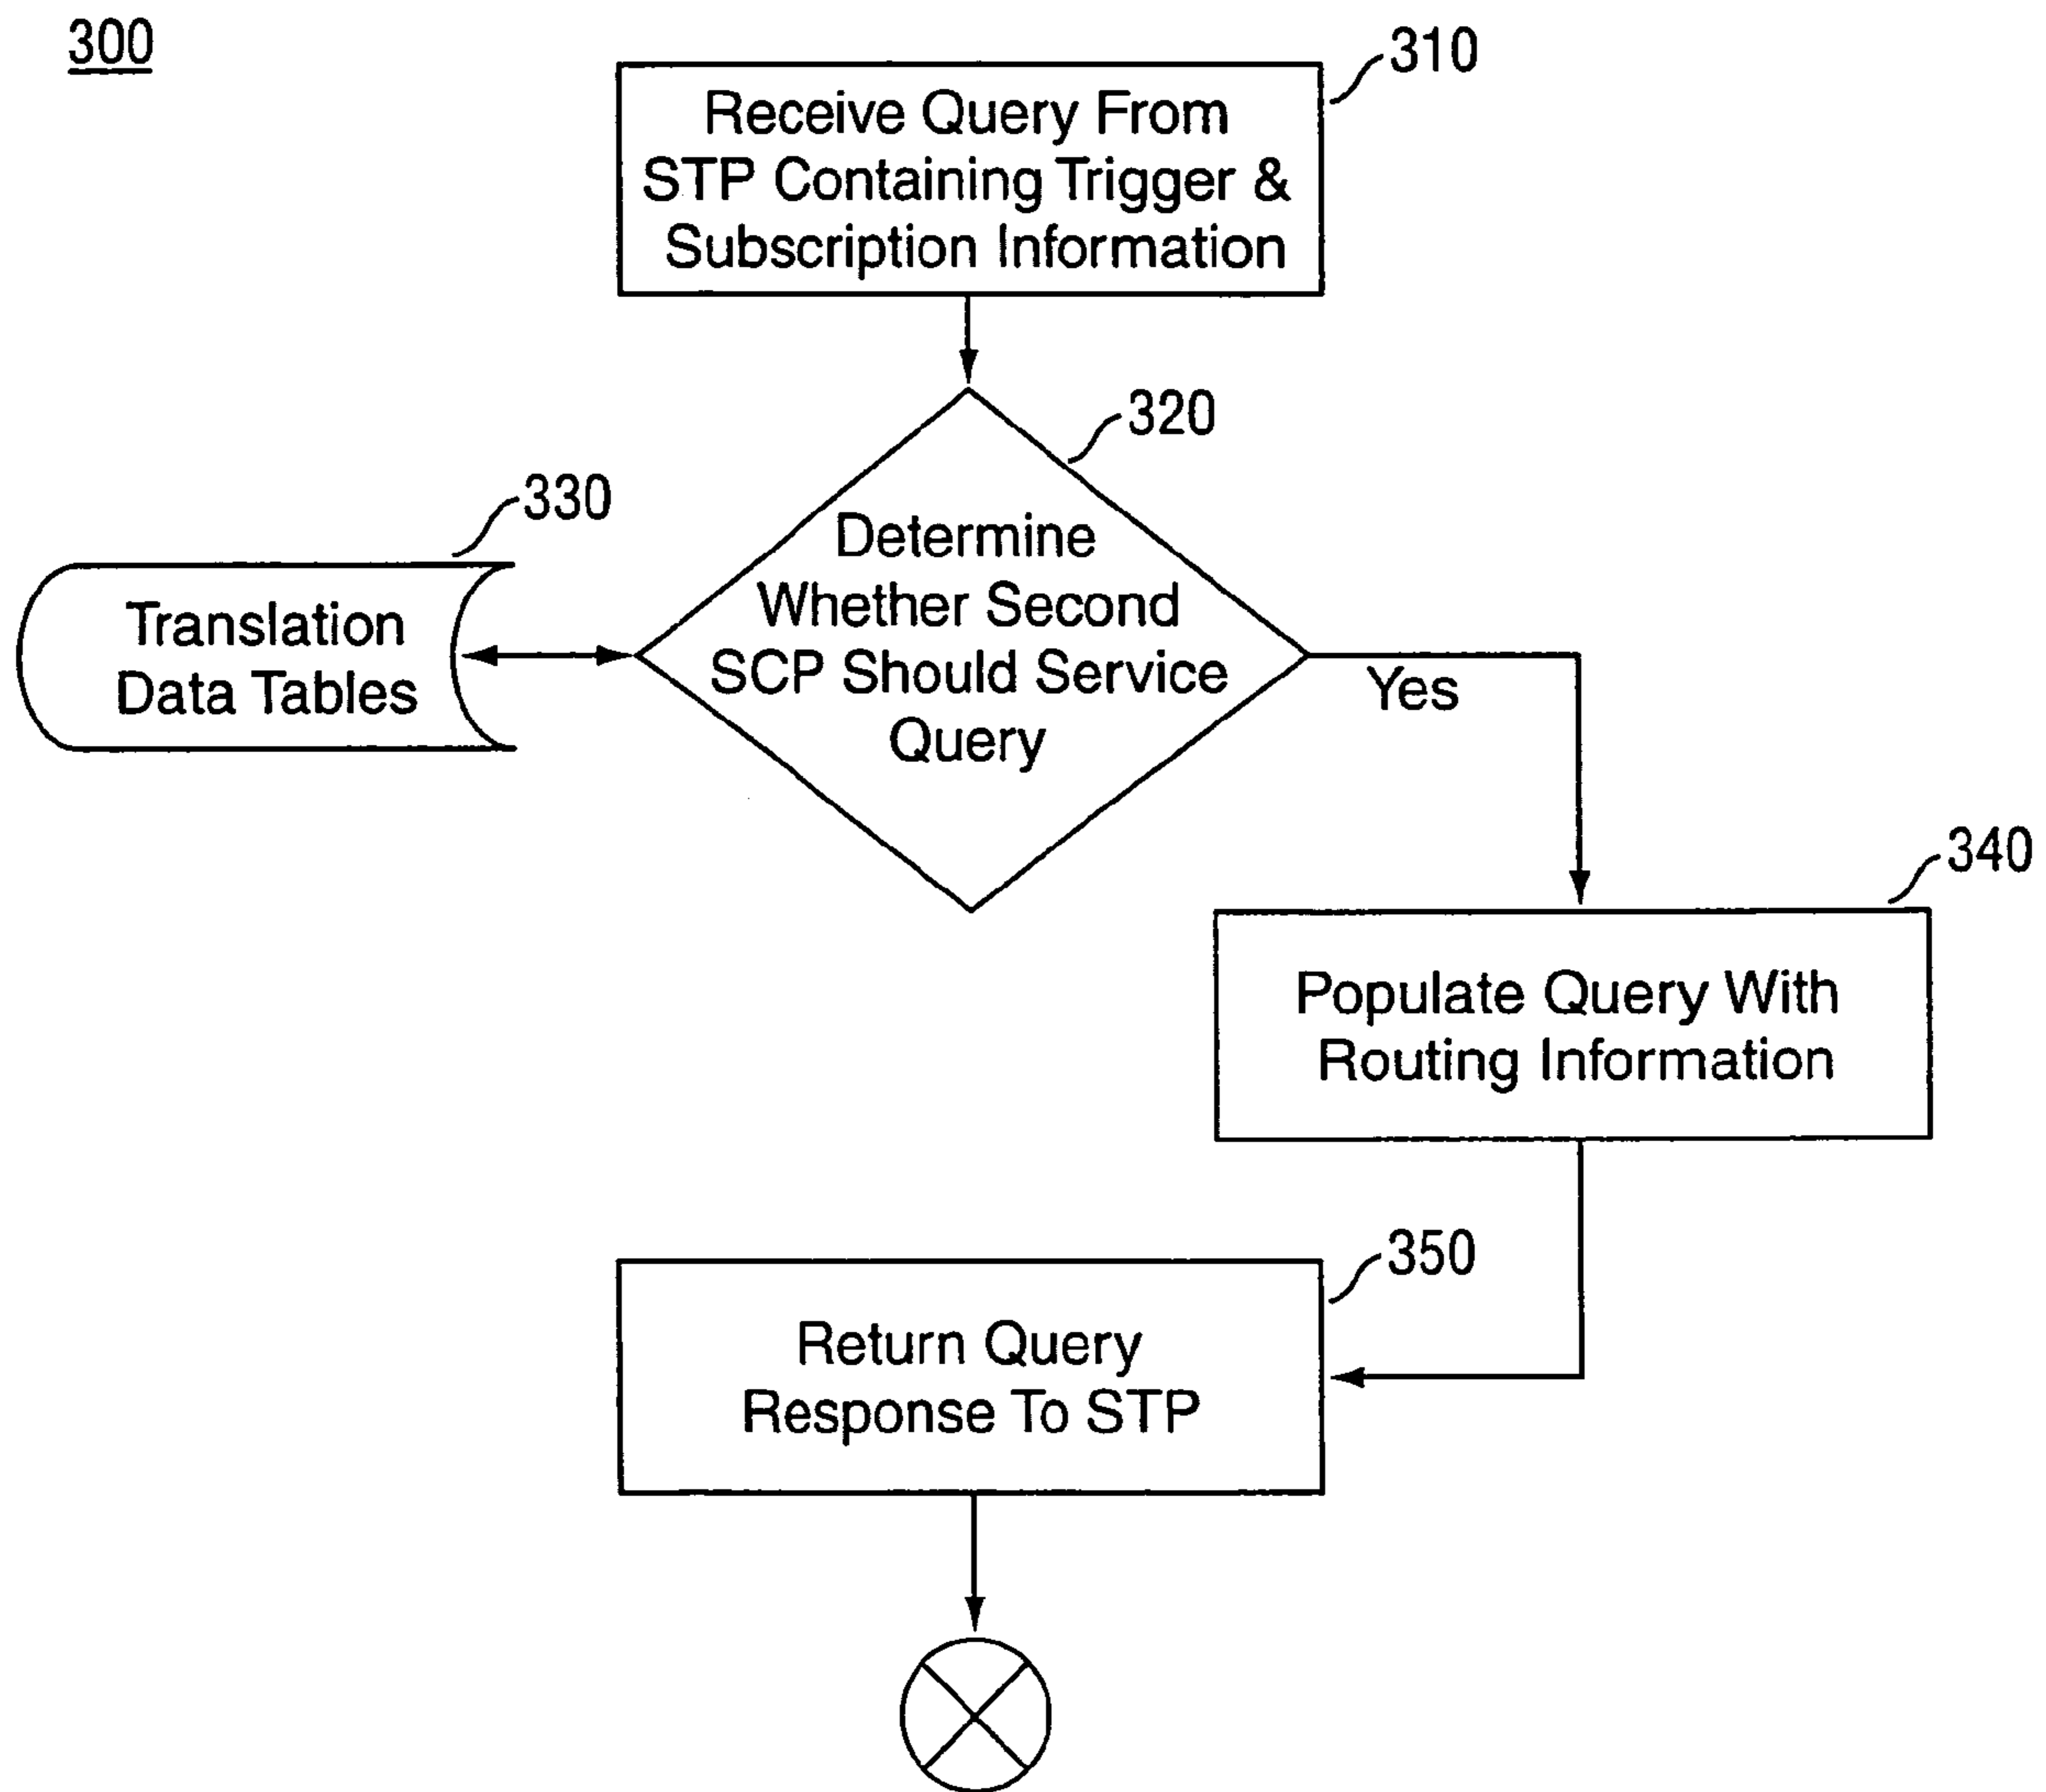 300
310
Receive Query From
STP Containing Trigger &
Subscription Information
320
Determine
Whether Second
SCP Should Service
Query
330
Translation
Data Tables
Yes
340
Populate Query With
Routing Information
350
Return Query
Response To STP